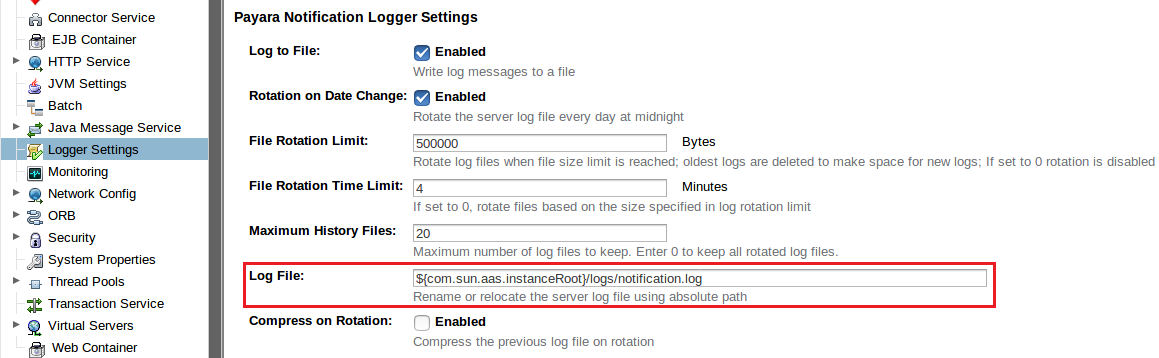 Connector Service
EJB Container
HTTP Service
JVM Settings
Batch
Java Message Service
Logger Settings
Monitoring
Network Config
ORB
Security
System Properties
Thread Pools
Transaction Service
Virtual Servers
Web Container
Payara Notification Logger Settings
Log to File: Enabled
Write log messages to a file
Rotation on Date Change: Enabled
Rotate the server log file every day at midnight
File Rotation Limit: 500000 Bytes
Rotate log files when file size limit is reached; oldest logs are deleted to make space for new logs; If set to 0 rotation is disabled
File Rotation Time Limit: 4 Minutes
If set to 0, rotate files based on the size specified in log rotation limit
Maximum History Files: 20
Maximum number of log files to keep. Enter 0 to keep all rotated log files.
Log File: ${com.sun.aas.instanceRoot}/logs/notification.log
Rename or relocate the server log file using absolute path
Compress on Rotation: Enabled
Compress the previous log file on rotation